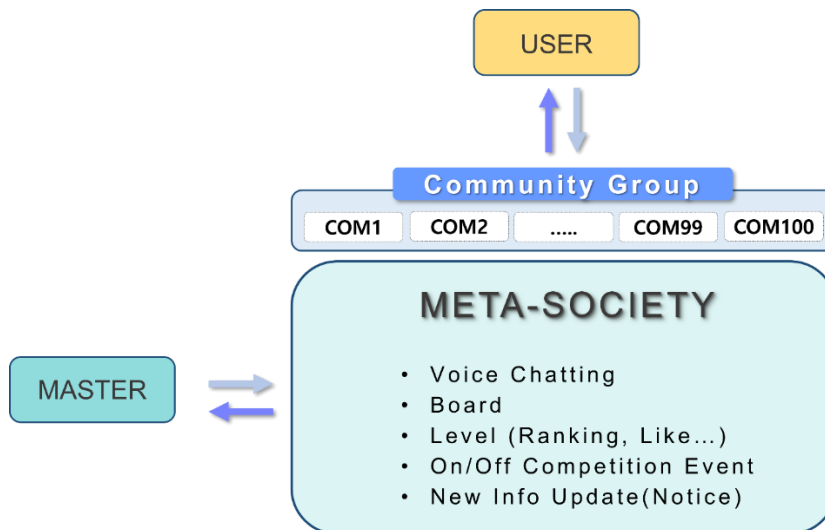 USER
Community Group
COM1 COM2 ..... COM99 COM100
META-SOCIETY
MASTER
• Voice Chatting
• Board
• Level (Ranking, Like...)
• On/Off Competition Event
• New Info Update(Notice)